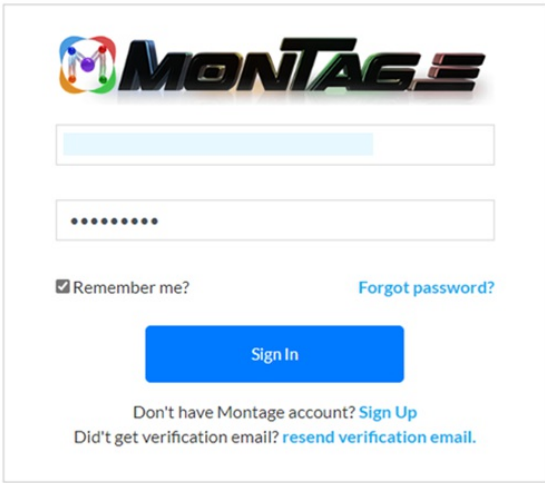 MONTAGE
•••••••••
Remember me? Forgot password?
Sign In
Don't have Montage account? Sign Up
Did't get verification email? resend verification email.